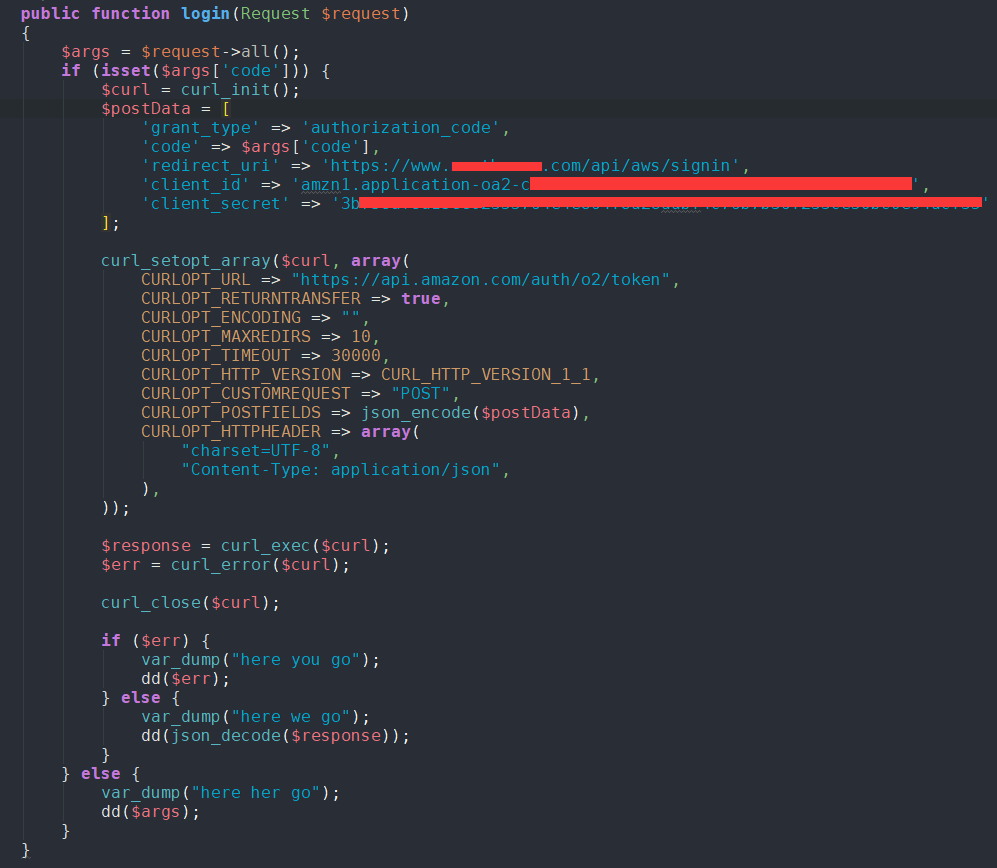 public function login(Request $request)
{
    $args = $request->all();
    if (isset($args['code'])) {
        $curl = curl_init();
        $postData = [
            'grant_type' => 'authorization_code',
            'code' => $args['code'],
            'redirect_uri' => 'https://www. .com/api/aws/signin',
            'client_id' => 'amzn1.application-oa2-c ',
            'client_secret' => '3b '
        ];

        curl_setopt_array($curl, array(
            CURLOPT_URL => "https://api.amazon.com/auth/o2/token",
            CURLOPT_RETURNTRANSFER => true,
            CURLOPT_ENCODING => "",
            CURLOPT_MAXREDIRS => 10,
            CURLOPT_TIMEOUT => 30000,
            CURLOPT_HTTP_VERSION => CURL_HTTP_VERSION_1_1,
            CURLOPT_CUSTOMREQUEST => "POST",
            CURLOPT_POSTFIELDS => json_encode($postData),
            CURLOPT_HTTPHEADER => array(
                "charset=UTF-8",
                "Content-Type: application/json",
            ),
        ));

        $response = curl_exec($curl);
        $err = curl_error($curl);

        curl_close($curl);

        if ($err) {
            var_dump("here you go");
            dd($err);
        } else {
            var_dump("here we go");
            dd(json_decode($response));
        }
    } else {
        var_dump("here her go");
        dd($args);
    }
}